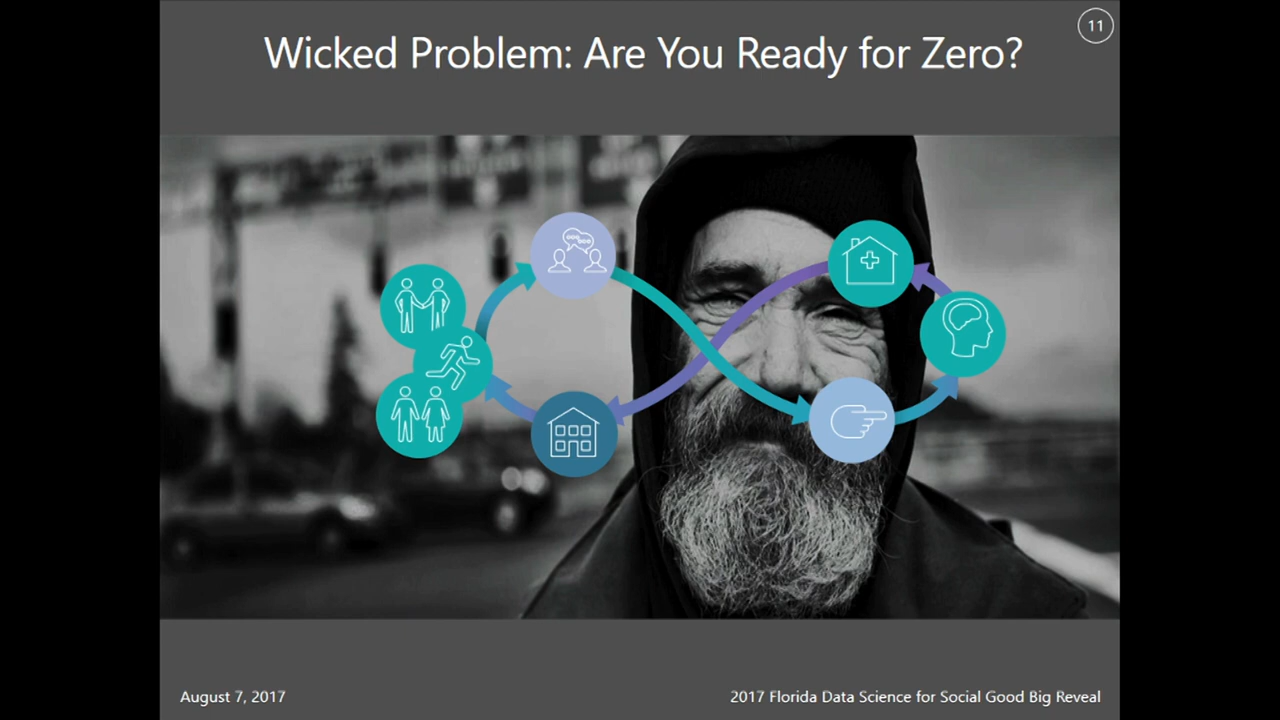 11
Wicked Problem: Are You Ready for Zero?
August 7, 2017
2017 Florida Data Science for Social Good Big Reveal